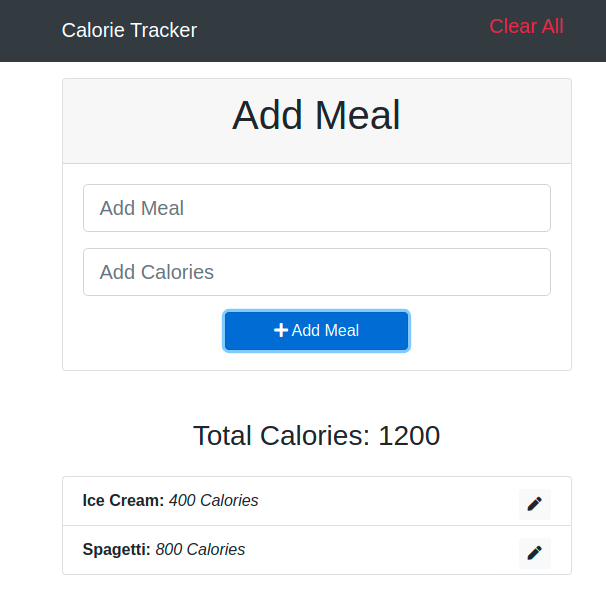 Calorie Tracker
Clear All
Add Meal
Add Meal
Add Calories
Add Meal
Total Calories: 1200
Ice Cream: 400 Calories
Spagetti: 800 Calories